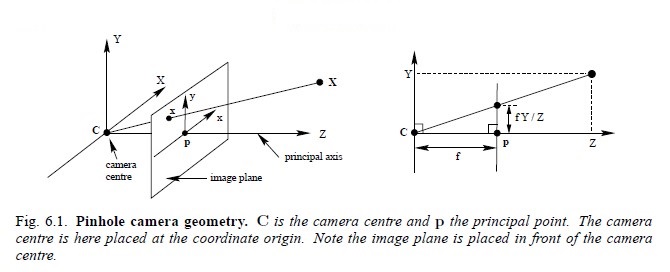 Y
X
X
y
x
x
C
p
Z
camera
centre
principal axis
image plane
Y
C
fY/Z
p
Z
f
Fig. 6.1. Pinhole camera geometry. C is the camera centre and p the principal point. The camera
centre is here placed at the coordinate origin. Note the image plane is placed in front of the camera
centre.